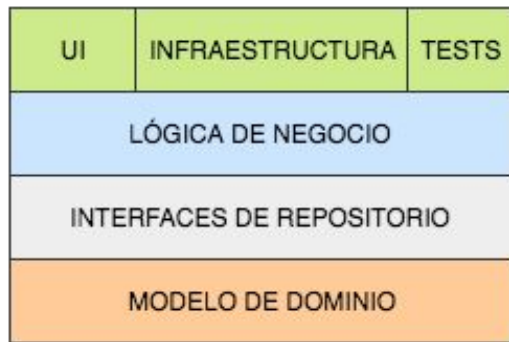 UI INFRAESTRUCTURA TESTS
LÓGICA DE NEGOCIO
INTERFACES DE REPOSITORIO
MODELO DE DOMINIO